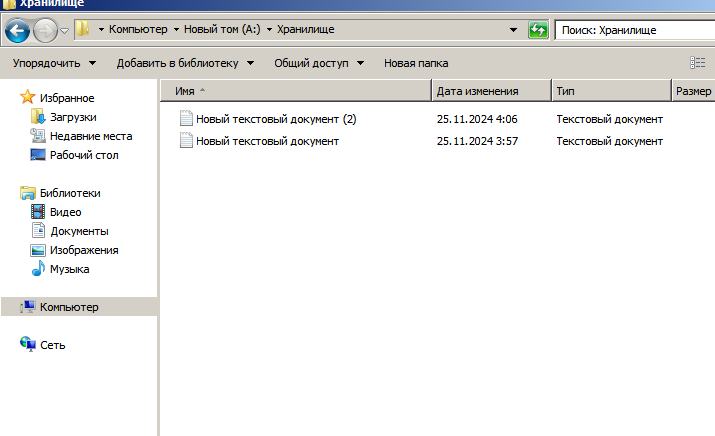 Хранилище
Компьютер Новый том (A:) Хранилище Поиск: Хранилище
Упорядочить Добавить в библиотеку Общий доступ Новая папка
Избранное
Загрузки
Недавние места
Рабочий стол
Библиотеки
Видео
Документы
Изображения
Музыка
Компьютер
Сеть
Имя Дата изменения Тип Размер
Новый текстовый документ (2) 25.11.2024 4:06 Текстовый документ
Новый текстовый документ 25.11.2024 3:57 Текстовый документ